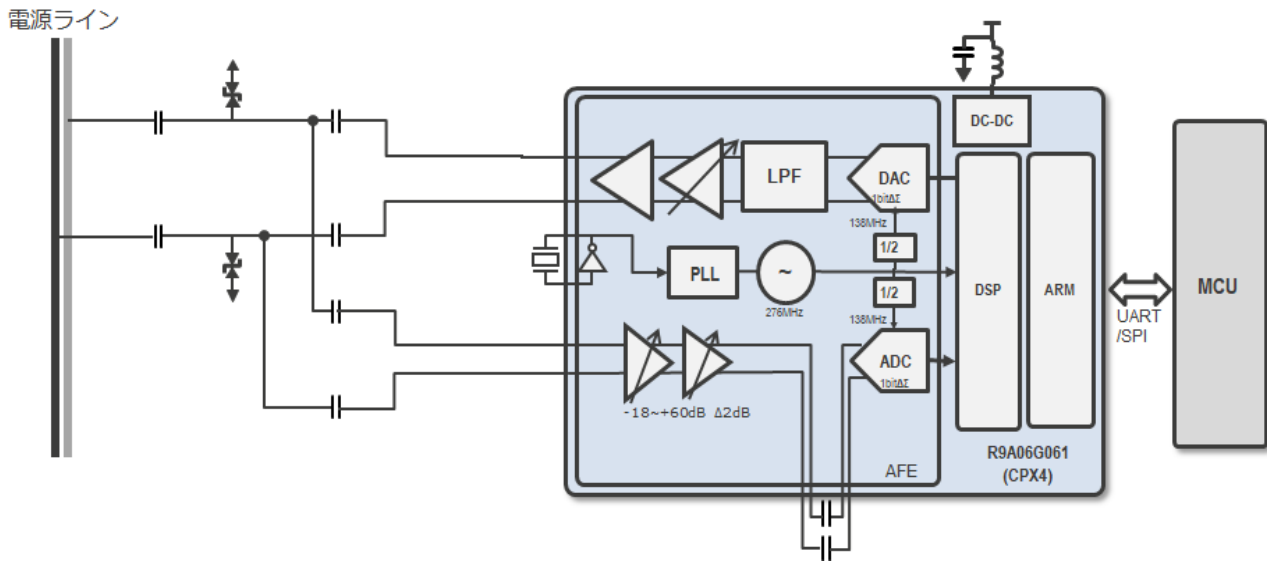 電源ライン
DC-DC
LPF
DAC
1bitΔΣ
138MHz
1/2
PLL
~
276MHz
1/2
138MHz
DSP
ARM
UART
/SPI
MCU
ADC
1bitΔΣ
-18~+60dB Δ2dB
AFE
R9A06G061
(CPX4)